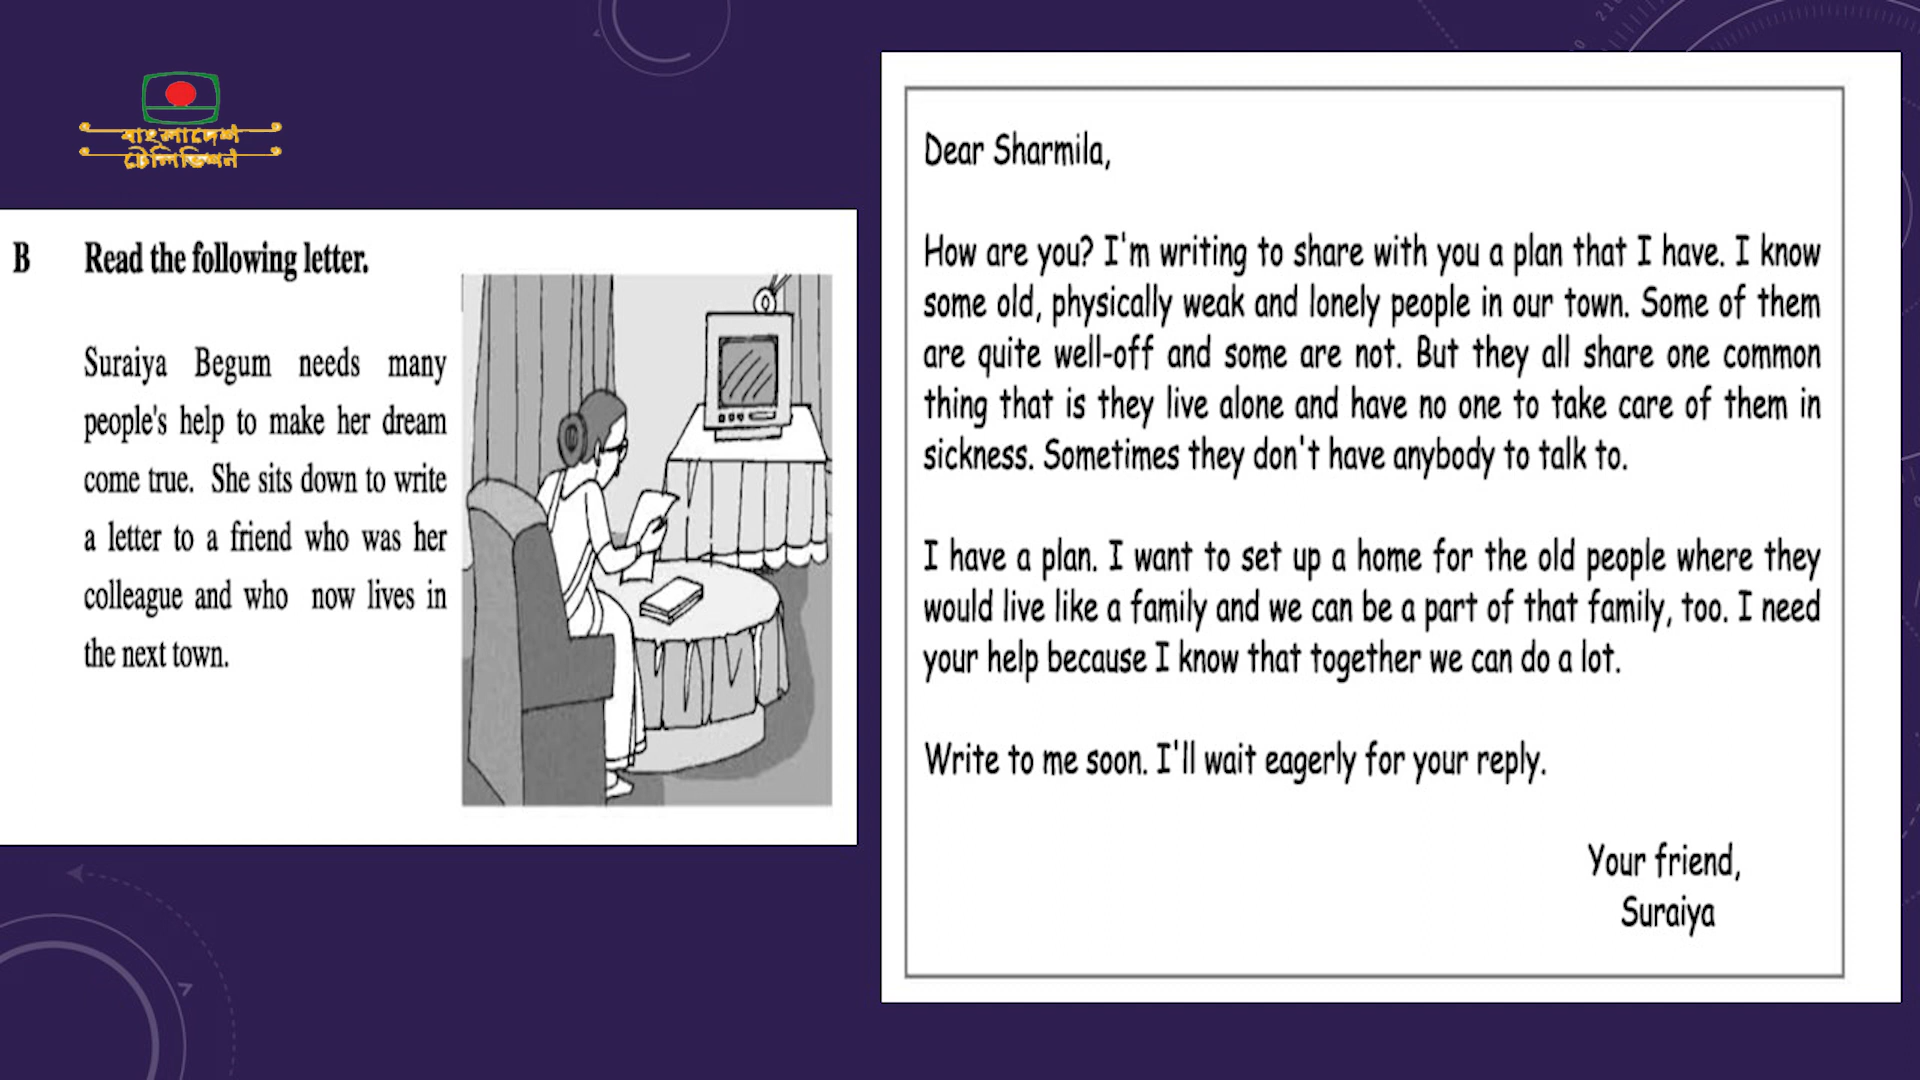 বাংলাদেশ
টেলিভিশন
B Read the following letter.
Suraiya Begum needs many
people's help to make her dream
come true. She sits down to write
a letter to a friend who was her
colleague and who now lives in
the next town.
Dear Sharmila,
How are you? I'm writing to share with you a plan that I have. I know
some old, physically weak and lonely people in our town. Some of them
are quite well-off and some are not. But they all share one common
thing that is they live alone and have no one to take care of them in
sickness. Sometimes they don't have anybody to talk to.
I have a plan. I want to set up a home for the old people where they
would live like a family and we can be a part of that family, too. I need
your help because I know that together we can do a lot.
Write to me soon. I'll wait eagerly for your reply.
Your friend,
Suraiya